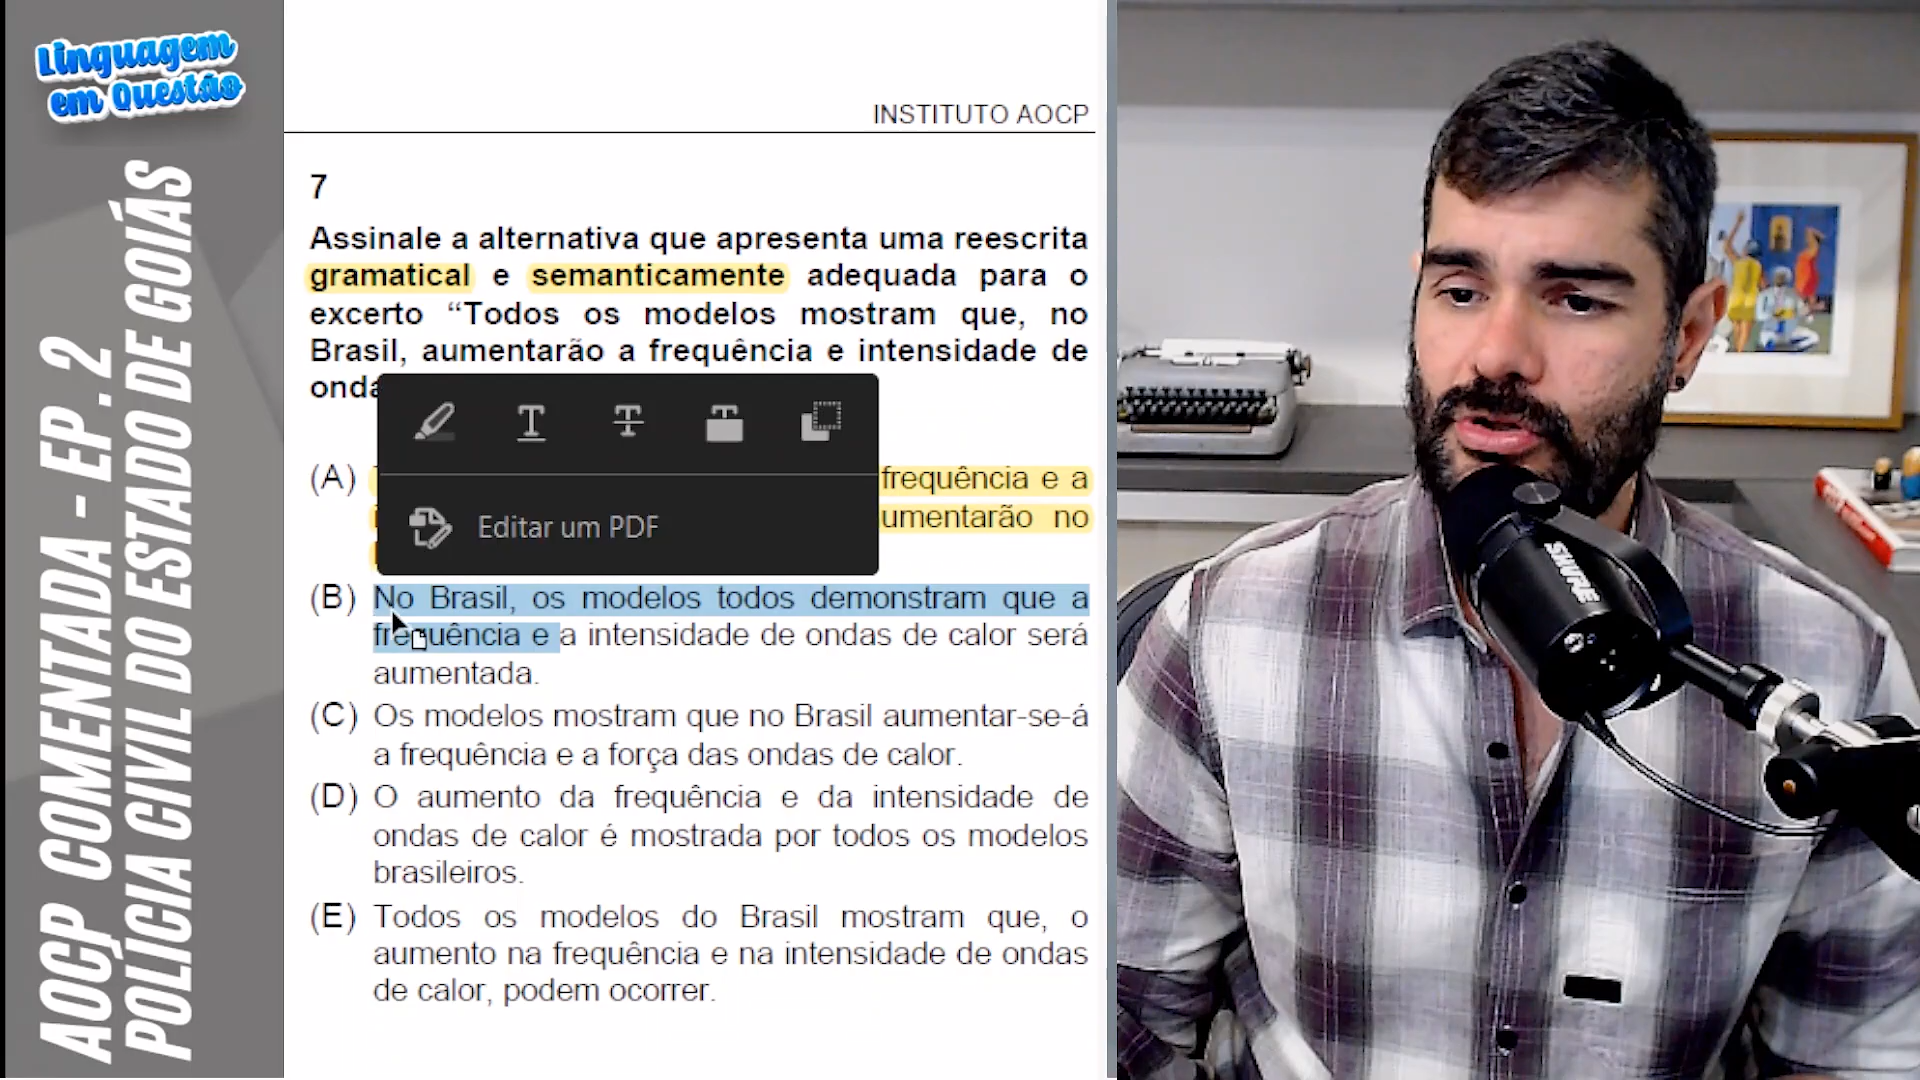 Linguagem
em Questão
AOCP COMENTADA - EP.2
POLÍCIA CIVIL DO ESTADO DE GOIÁS
INSTITUTO AOCP
7
Assinale a alternativa que apresenta uma reescrita
gramatical e semanticamente adequada para o
excerto “Todos os modelos mostram que, no
Brasil, aumentarão a frequência e intensidade de
Editar um PDF
(A) frequência e a
no
(B) No Brasil, os modelos todos demonstram que a
frequência e a intensidade de ondas de calor será
aumentada.
(C) Os modelos mostram que no Brasil aumentar-se-á
a frequência e a força das ondas de calor.
(D) O aumento da frequência e da intensidade de
ondas de calor é mostrada por todos os modelos
brasileiros.
(E) Todos os modelos do Brasil mostram que, o
aumento na frequência e na intensidade de ondas
de calor, podem ocorrer.
SHURE